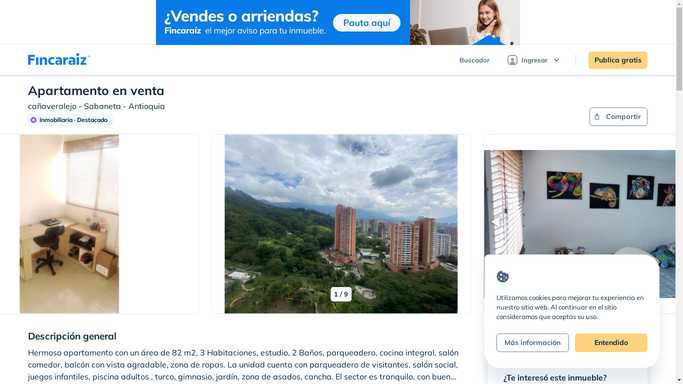 ¿Vendes o arriendas?
Fincaraíz el mejor aviso para tu inmueble.
Pauta aquí
Fincaraíz
Buscador
Ingresar
Publica gratis
Apartamento en venta
cañaveralejo - Sabaneta - Antioquia
Inmobiliaria · Destacado
Compartir
1 / 9
Utilizamos cookies para mejorar tu experiencia en
nuestro sitio web. Al continuar en el sitio
consideramos que aceptas su uso.
Más información
Entendido
Descripción general
Hermoso apartamento con un área de 82 m2, 3 Habitaciones, estudio, 2 Baños, parqueadero, cocina integral, salón
comedor, balcón con vista agradable, zona de ropas. La unidad cuenta con parqueadero de visitantes, salón social,
juegos infantiles, piscina adultos , turco, gimnasio, jardín, zona de asados, cancha. El sector es tranquilo, con buen...
¿Te interesó este inmueble?